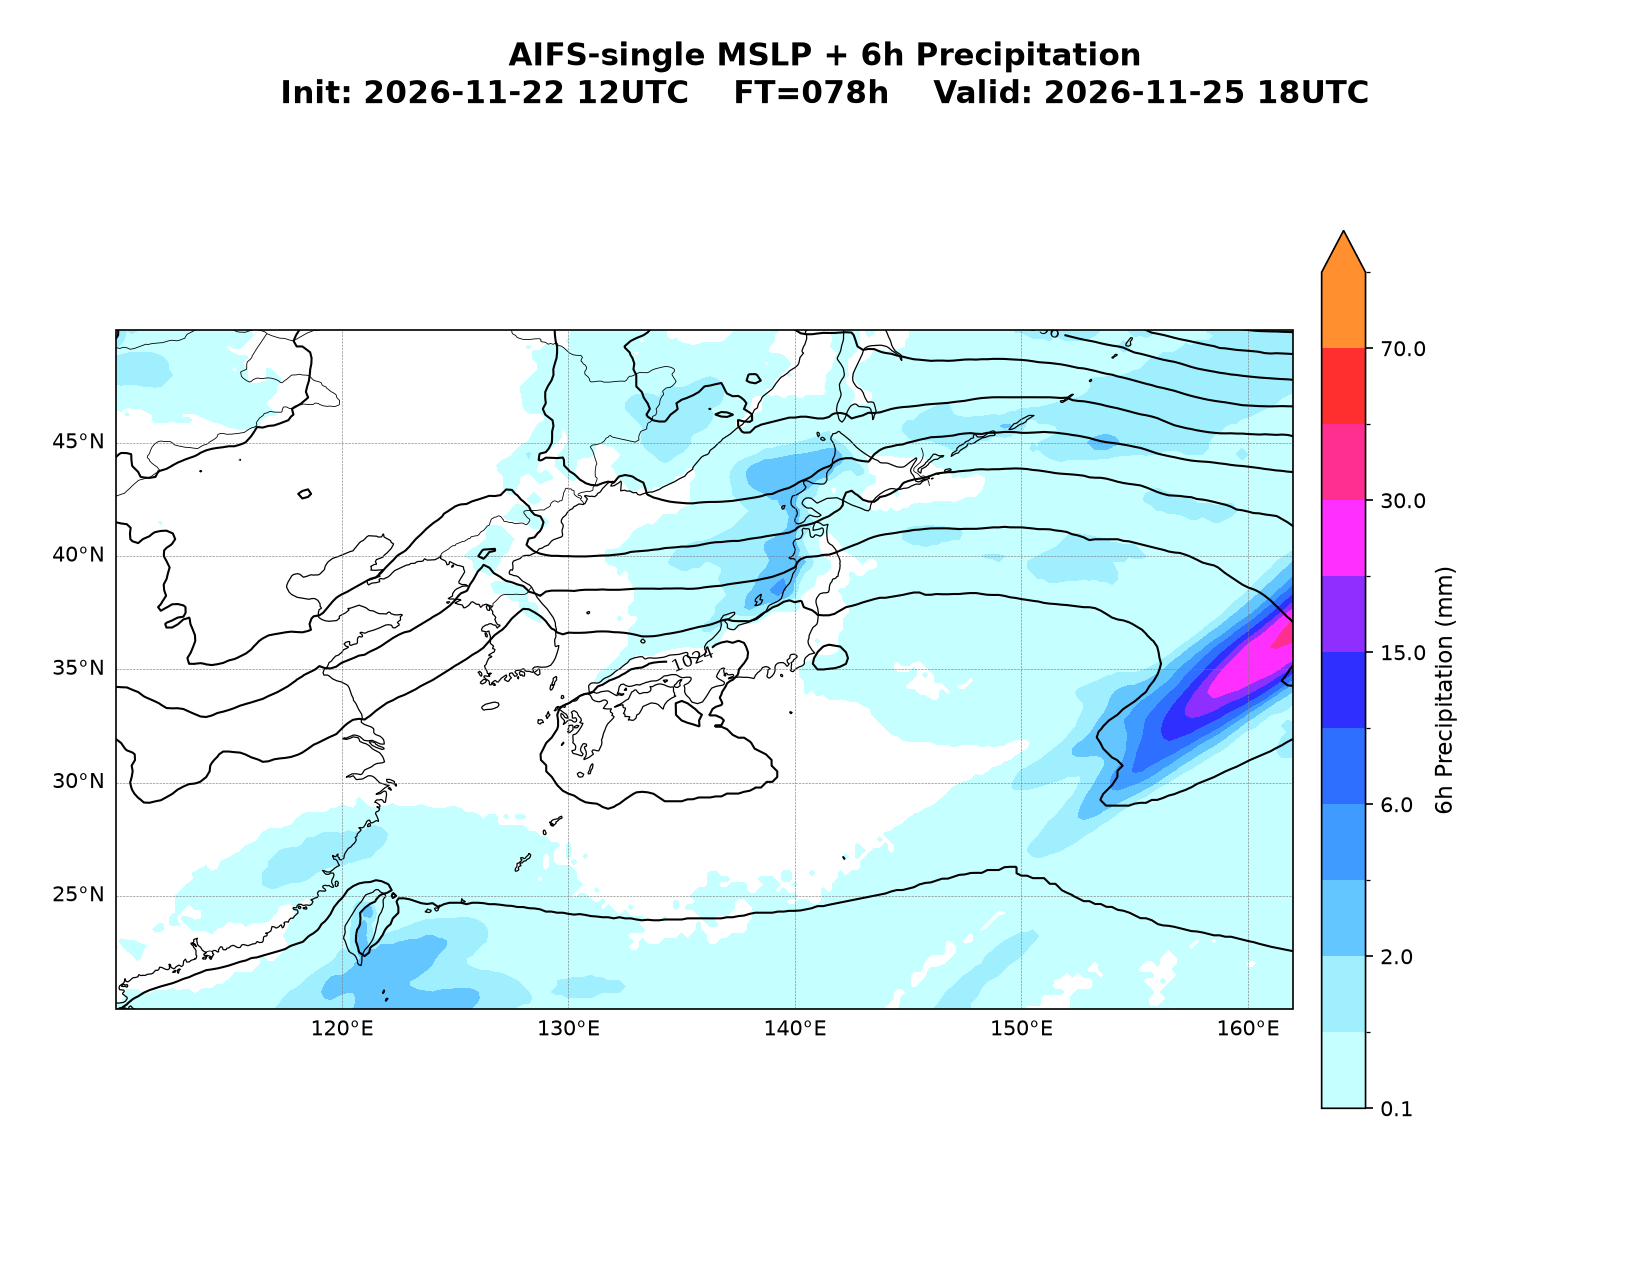 AIFS-single MSLP + 6h Precipitation
Init: 2026-11-22 12UTC    FT=078h    Valid: 2026-11-25 18UTC
45°N
40°N
35°N
30°N
25°N
120°E
130°E
140°E
150°E
160°E
1024
70.0
30.0
15.0
6.0
2.0
0.1
6h Precipitation (mm)